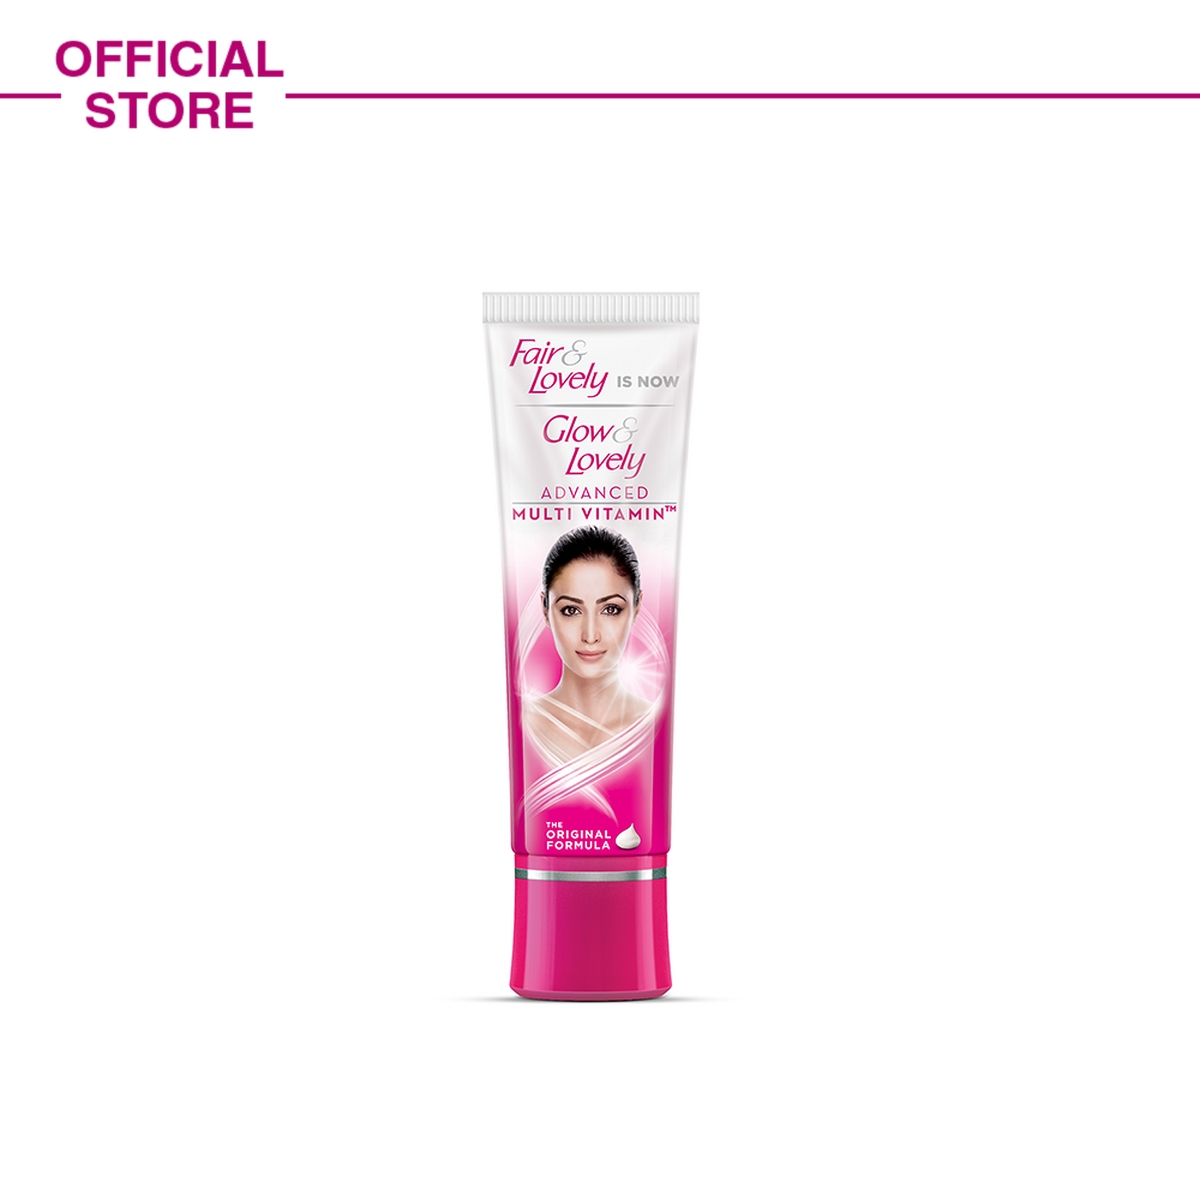 OFFICIAL
STORE
Fair &
Lovely IS NOW
Glow &
Lovely
ADVANCED
MULTI VITAMIN™
THE
ORIGINAL
FORMULA